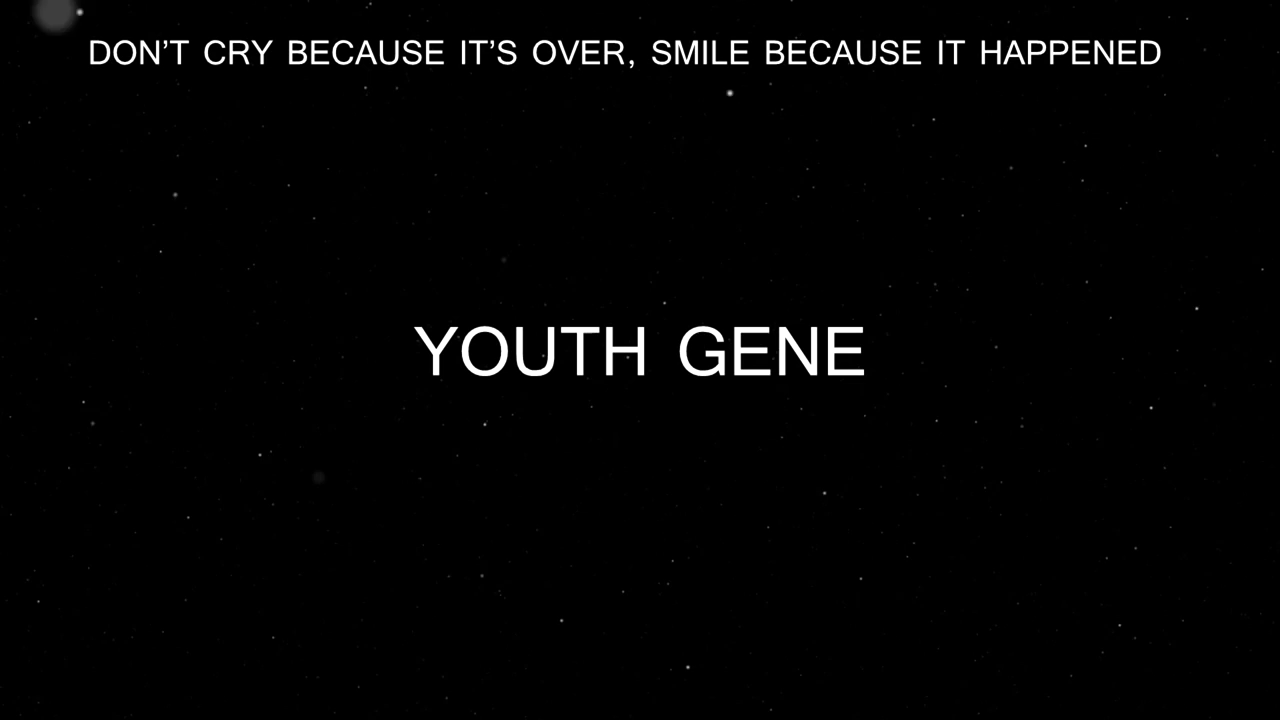 DON’T CRY BECAUSE IT’S OVER, SMILE BECAUSE IT HAPPENED
YOUTH GENE